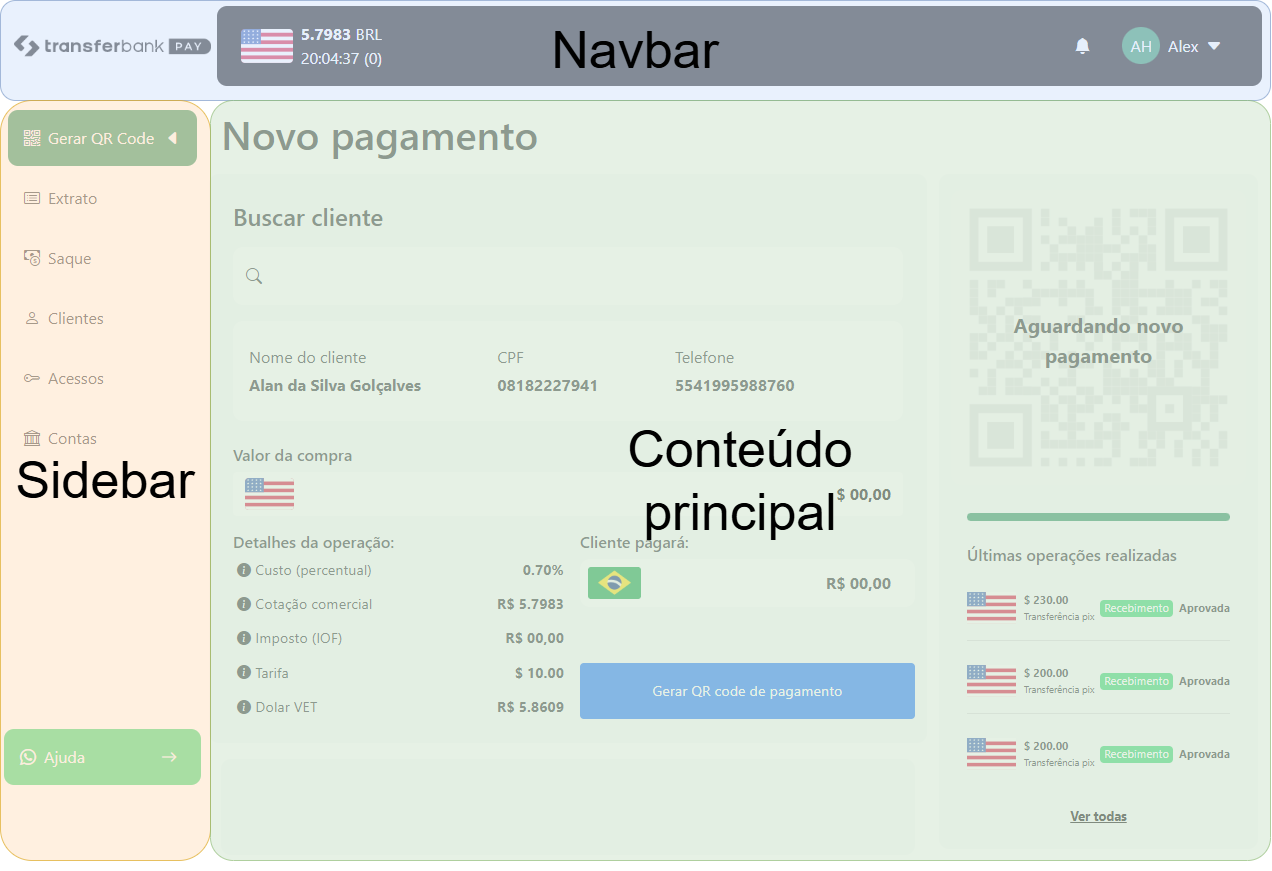 transferbank PAY
5.7983 BRL
20:04:37 (0)
Navbar
AH Alex
Gerar QR Code
Extrato
Saque
Clientes
Acessos
Contas
Sidebar
Ajuda
Novo pagamento
Buscar cliente
Nome do cliente CPF Telefone
Alan da Silva Golçalves 08182227941 5541995988760
Conteúdo
principal
Valor da compra
$ 00,00
Detalhes da operação:
Custo (percentual) 0.70%
Cotação comercial R$ 5.7983
Imposto (IOF) R$ 00,00
Tarifa $ 10.00
Dolar VET R$ 5.8609
Cliente pagará:
R$ 00,00
Gerar QR code de pagamento
Aguardando novo
pagamento
Últimas operações realizadas
$ 230.00
Transferência pix Recebimento Aprovada
$ 200.00
Transferência pix Recebimento Aprovada
$ 200.00
Transferência pix Recebimento Aprovada
Ver todas